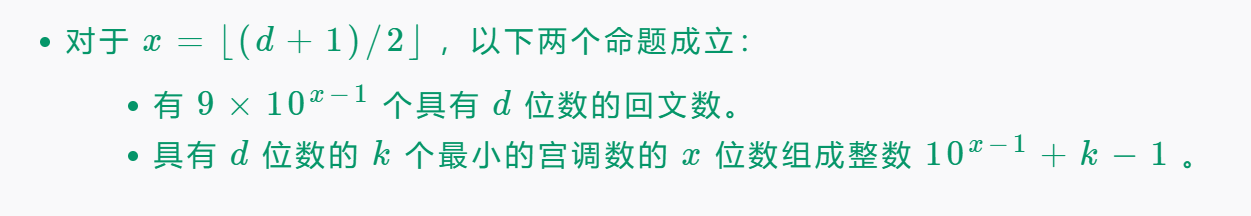 • 对于 x = ⌊(d + 1)/2⌋ ，以下两个命题成立：
• 有 9 × 10^{x−1} 个具有 d 位数的回文数。
• 具有 d 位数的 k 个最小的宫调数的 x 位数组成整数 10^{x−1} + k − 1 。